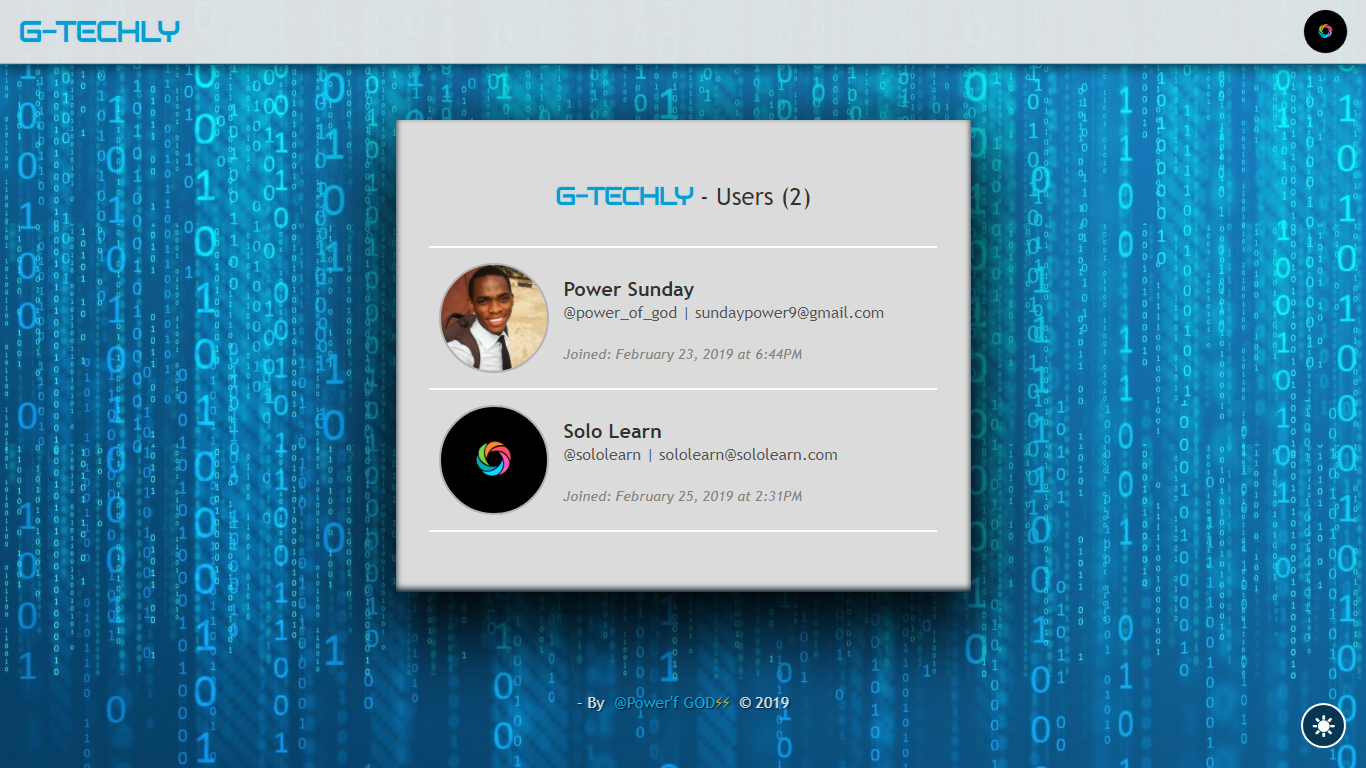 G-TECHLY
G-TECHLY - Users (2)
Power Sunday
@power_of_god | sundaypower9@gmail.com
Joined: February 23, 2019 at 6:44PM
Solo Learn
@sololearn | sololearn@sololearn.com
Joined: February 25, 2019 at 2:31PM
- By @Power'f GOD⚡⚡ © 2019